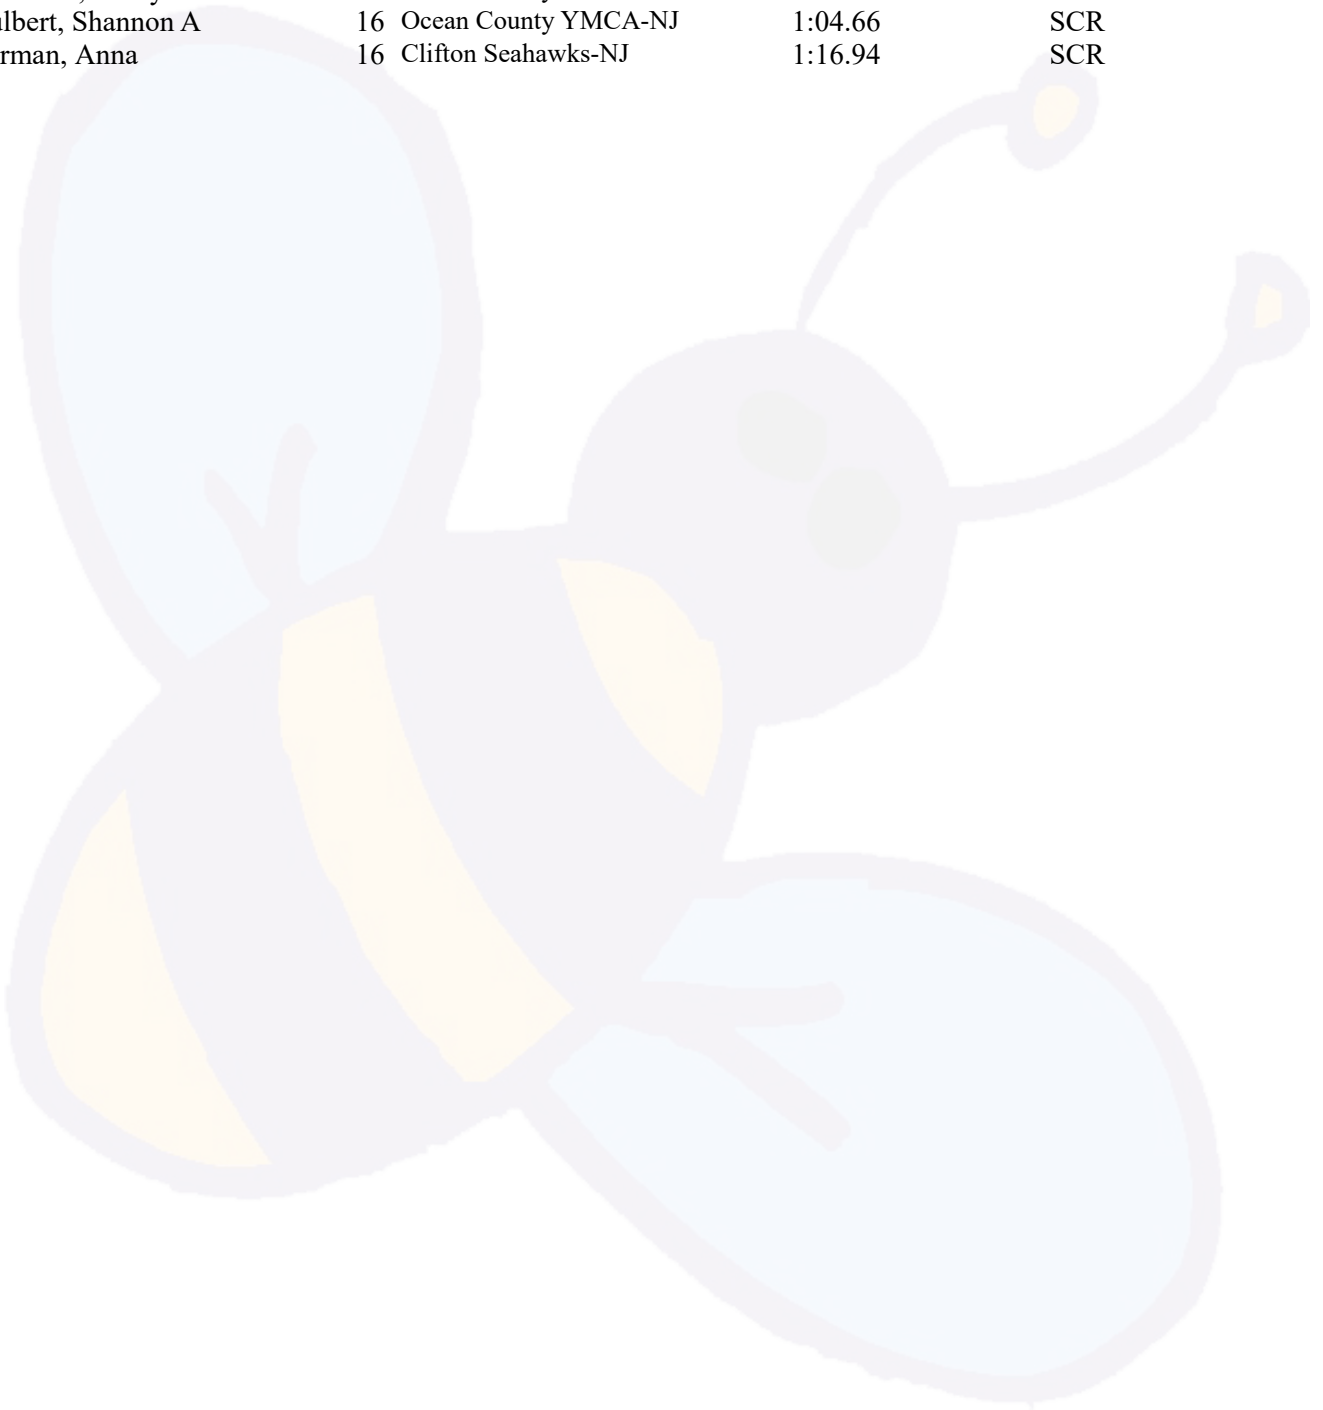 lbert, Shannon A 16 Ocean County YMCA-NJ 1:04.66 SCR
rman, Anna 16 Clifton Seahawks-NJ 1:16.94 SCR